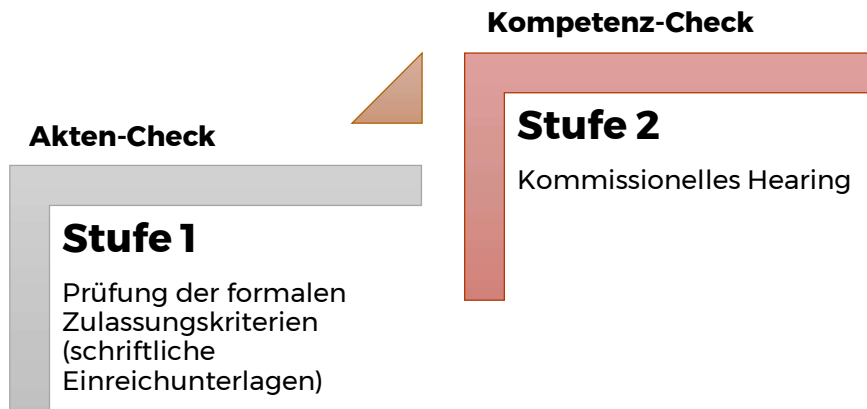 Kompetenz-Check
Akten-Check
Stufe 2
Kommissionelles Hearing
Stufe 1
Prüfung der formalen
Zulassungskriterien
(schriftliche
Einreichunterlagen)